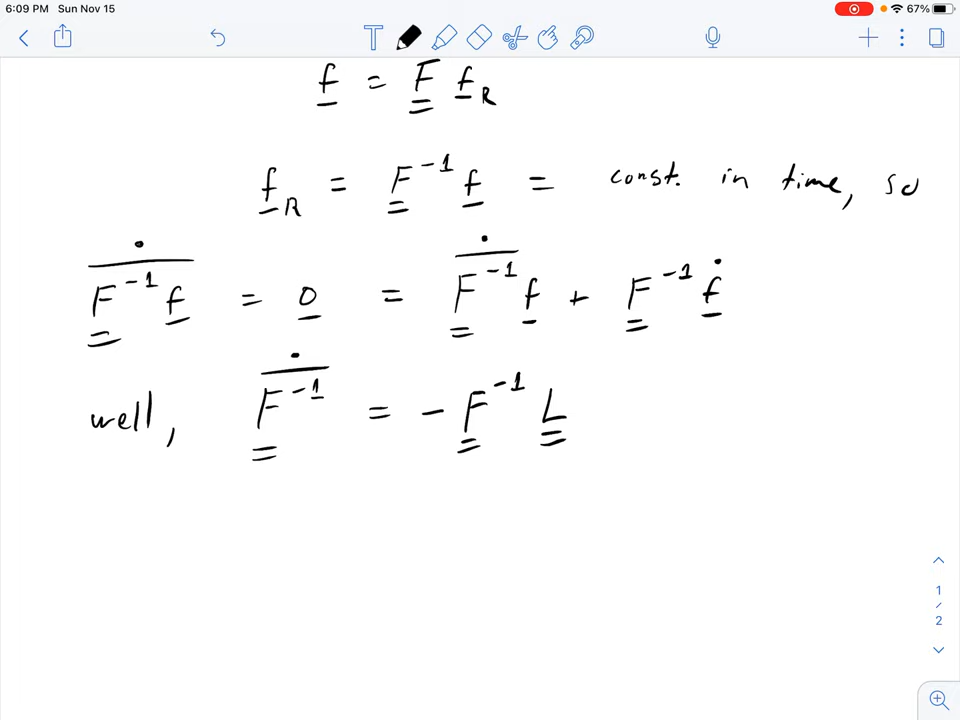 6:09 PM Sun Nov 15 67%
T
f = F f_R
f_R = F⁻¹ f = const. in time, so
F⁻¹ f = 0 = F⁻¹ f + F⁻¹ ḟ
well, F⁻¹ = - F⁻¹ L
1
/
2